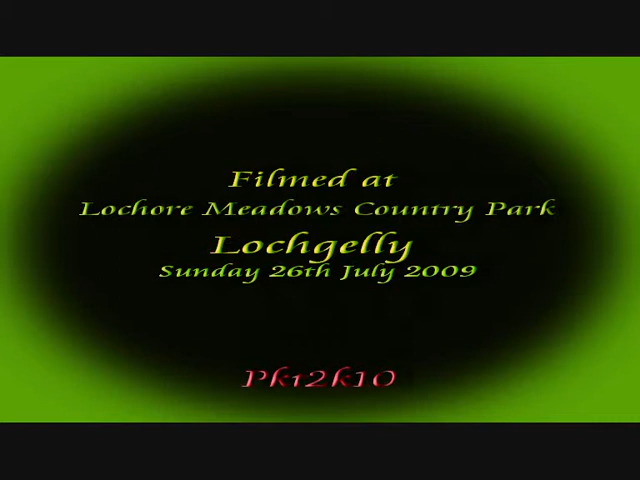 Filmed at
Lochore Meadows Country Park
Lochgelly
Sunday 26th July 2009
Pk12k10